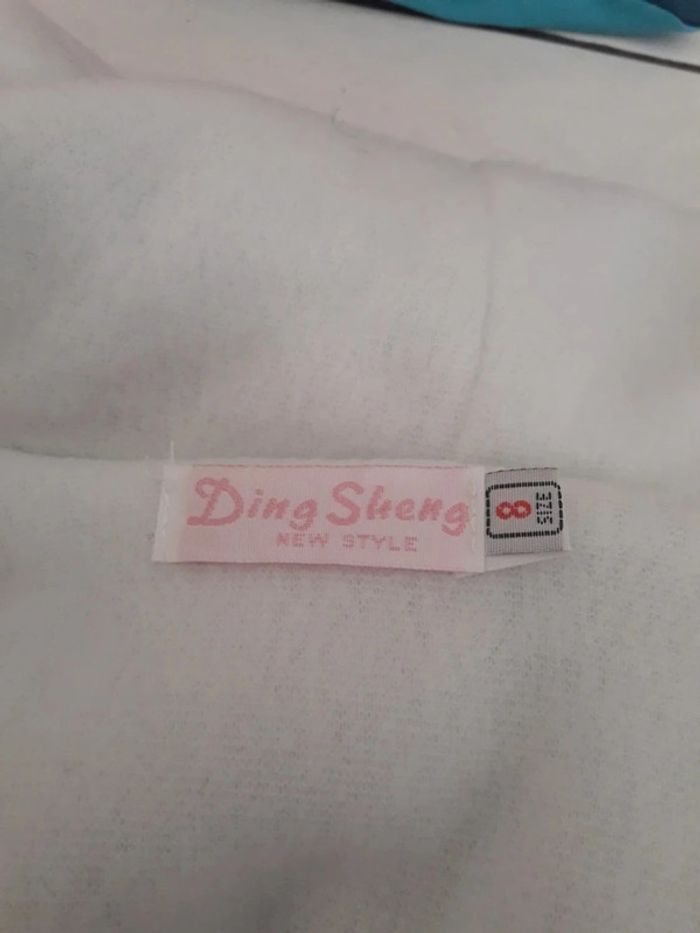 Ding Sheng
NEW STYLE
8
SIZE